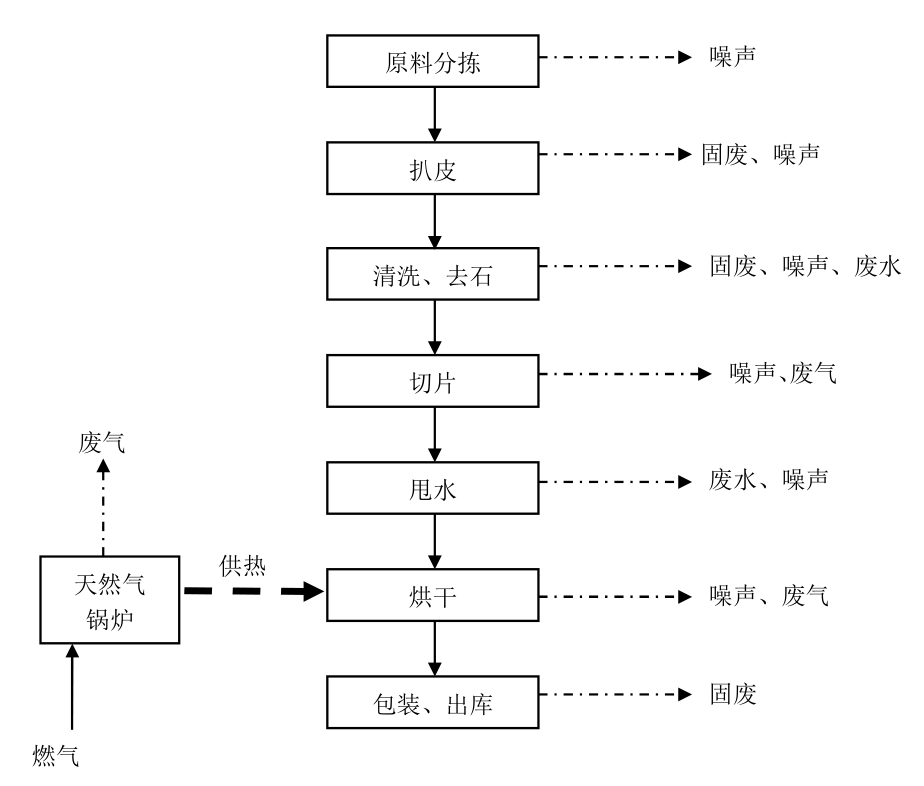 原料分拣
噪声
扒皮
固废、噪声
清洗、去石
固废、噪声、废水
切片
噪声、废气
废气
甩水
废水、噪声
供热
天然气
锅炉
烘干
噪声、废气
包装、出库
固废
燃气